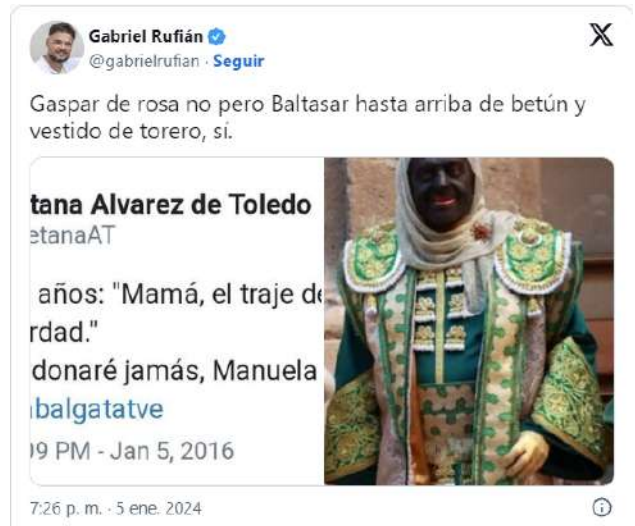 Gabriel Rufián
@gabrielrufian · Seguir
Gaspar de rosa no pero Baltasar hasta arriba de betún y
vestido de torero, sí.
tana Alvarez de Toledo
etanaAT
años: "Mamá, el traje de
rdad."
donaré jamás, Manuela
balgatatve
99 PM - Jan 5, 2016
7:26 p. m. · 5 ene. 2024